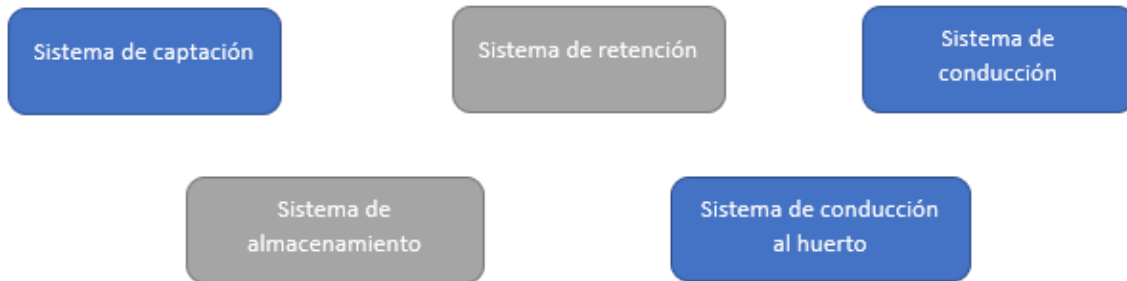 Sistema de captación
Sistema de retención
Sistema de
conducción
Sistema de
almacenamiento
Sistema de conducción
al huerto